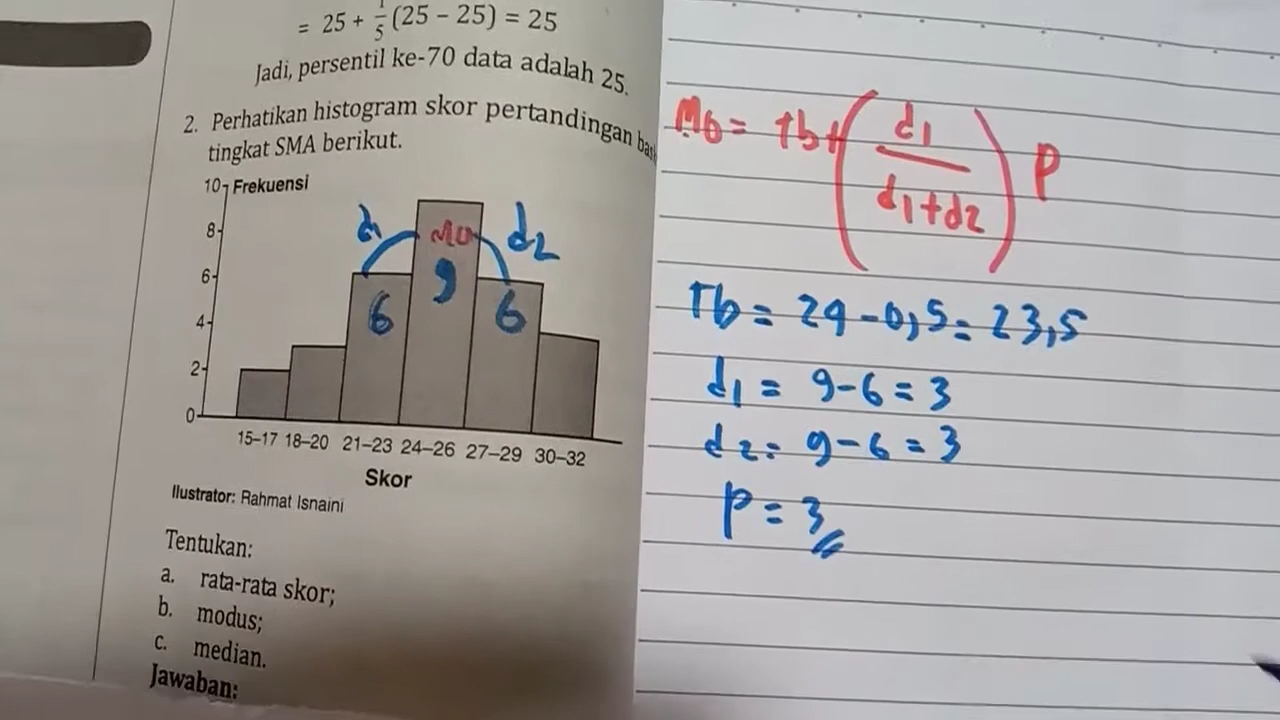 = 25 + 1/5 (25 − 25) = 25
Jadi, persentil ke-70 data adalah 25.
2. Perhatikan histogram skor pertandingan
tingkat SMA berikut.
10 Frekuensi
8
6
4
2
0
d1
Mo
d2
6
9
6
15–17 18–20 21–23 24–26 27–29 30–32
Skor
Ilustrator: Rahmat Isnaini
Tentukan:
a. rata-rata skor;
b. modus;
c. median.
Jawaban:
Mo = Tb + (d1 / d1+d2) P
Tb = 24 − 0,5 = 23,5
d1 = 9−6 = 3
d2 = 9−6 = 3
P = 3